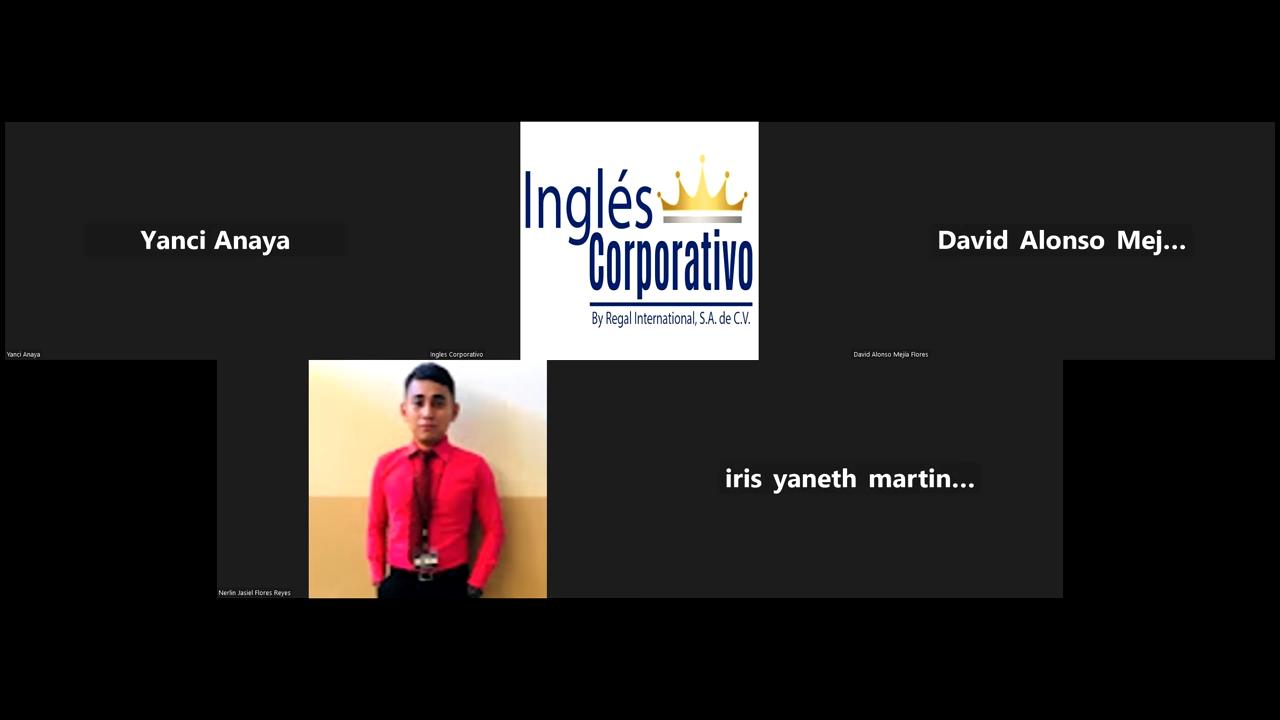 Yanci Anaya
Inglés
Corporativo
By Regal International, S.A. de C.V.
David Alonso Mej...
Yanci Anaya
Ingles Corporativo
David Alonso Mejía Flores
iris yaneth martin...
Nerlin Jasiel Flores Reyes